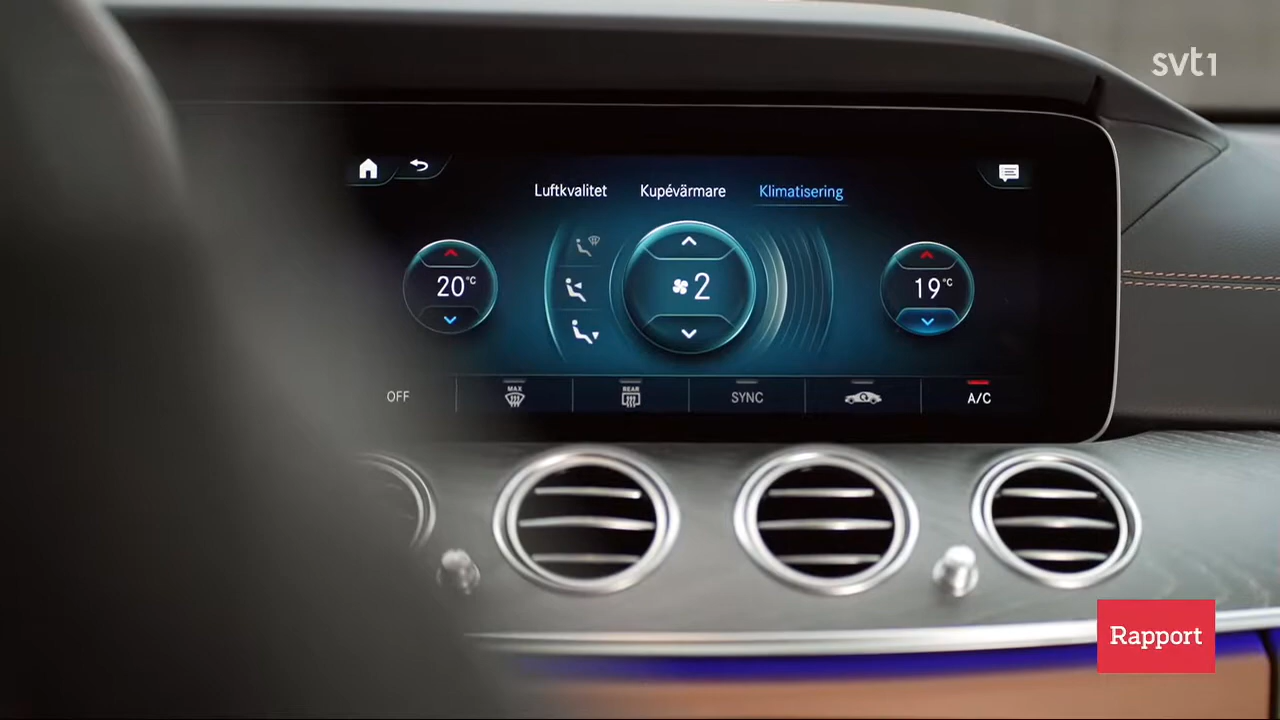 svt1
Luftkvalitet Kupévärmare Klimatisering
20°C 2 19°C
OFF MAX REAR SYNC A/C
Rapport